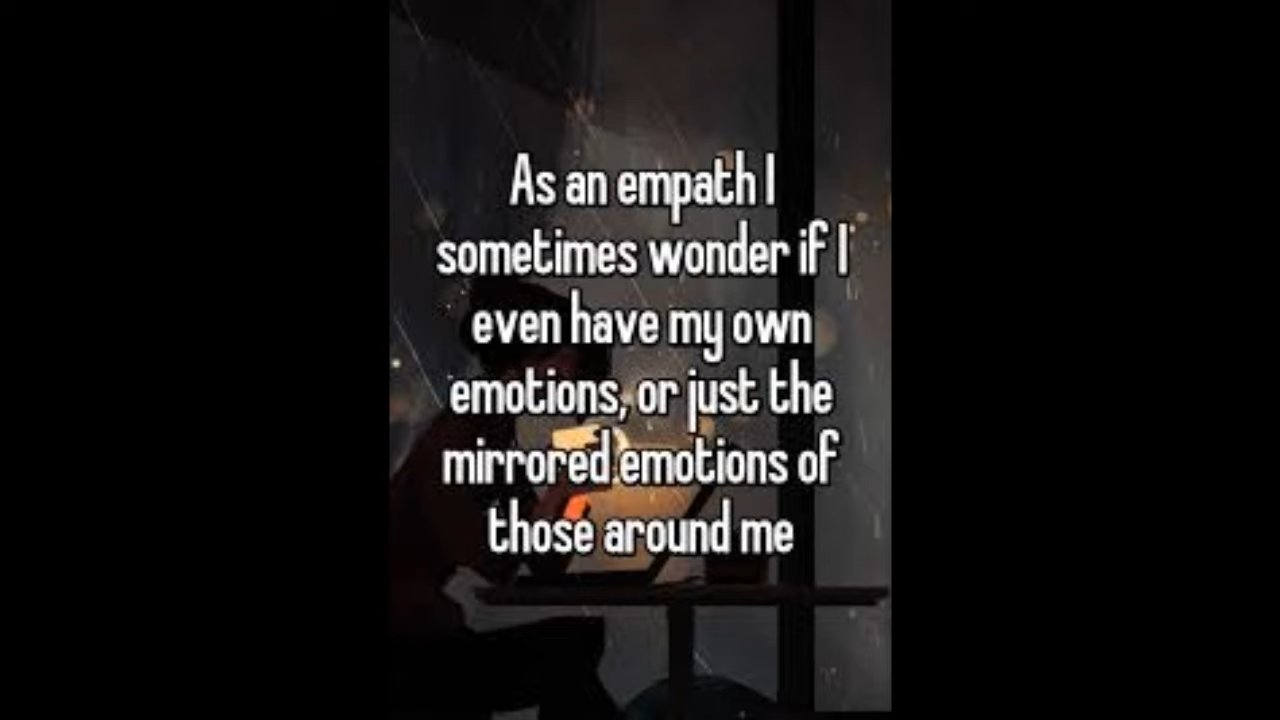 As an empath I
sometimes wonder if I
even have my own
emotions, or just the
mirrored emotions of
those around me